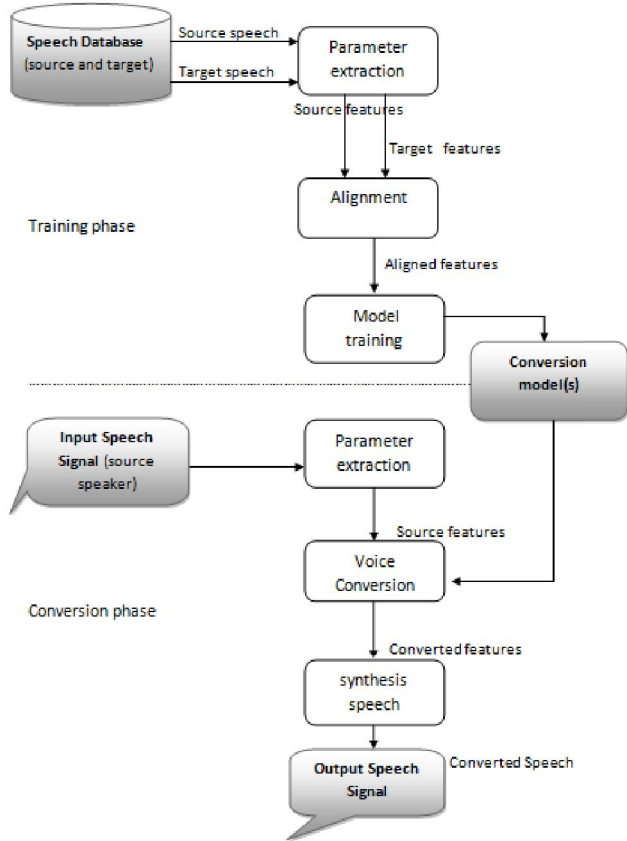 Speech Database
(source and target)
Source speech
Target speech
Parameter
extraction
Source features
Target features
Alignment
Training phase
Aligned features
Model
training
Conversion
model(s)
Input Speech
Signal (source
speaker)
Parameter
extraction
Source features
Voice
Conversion
Conversion phase
Converted features
synthesis
speech
Output Speech
Signal
Converted Speech